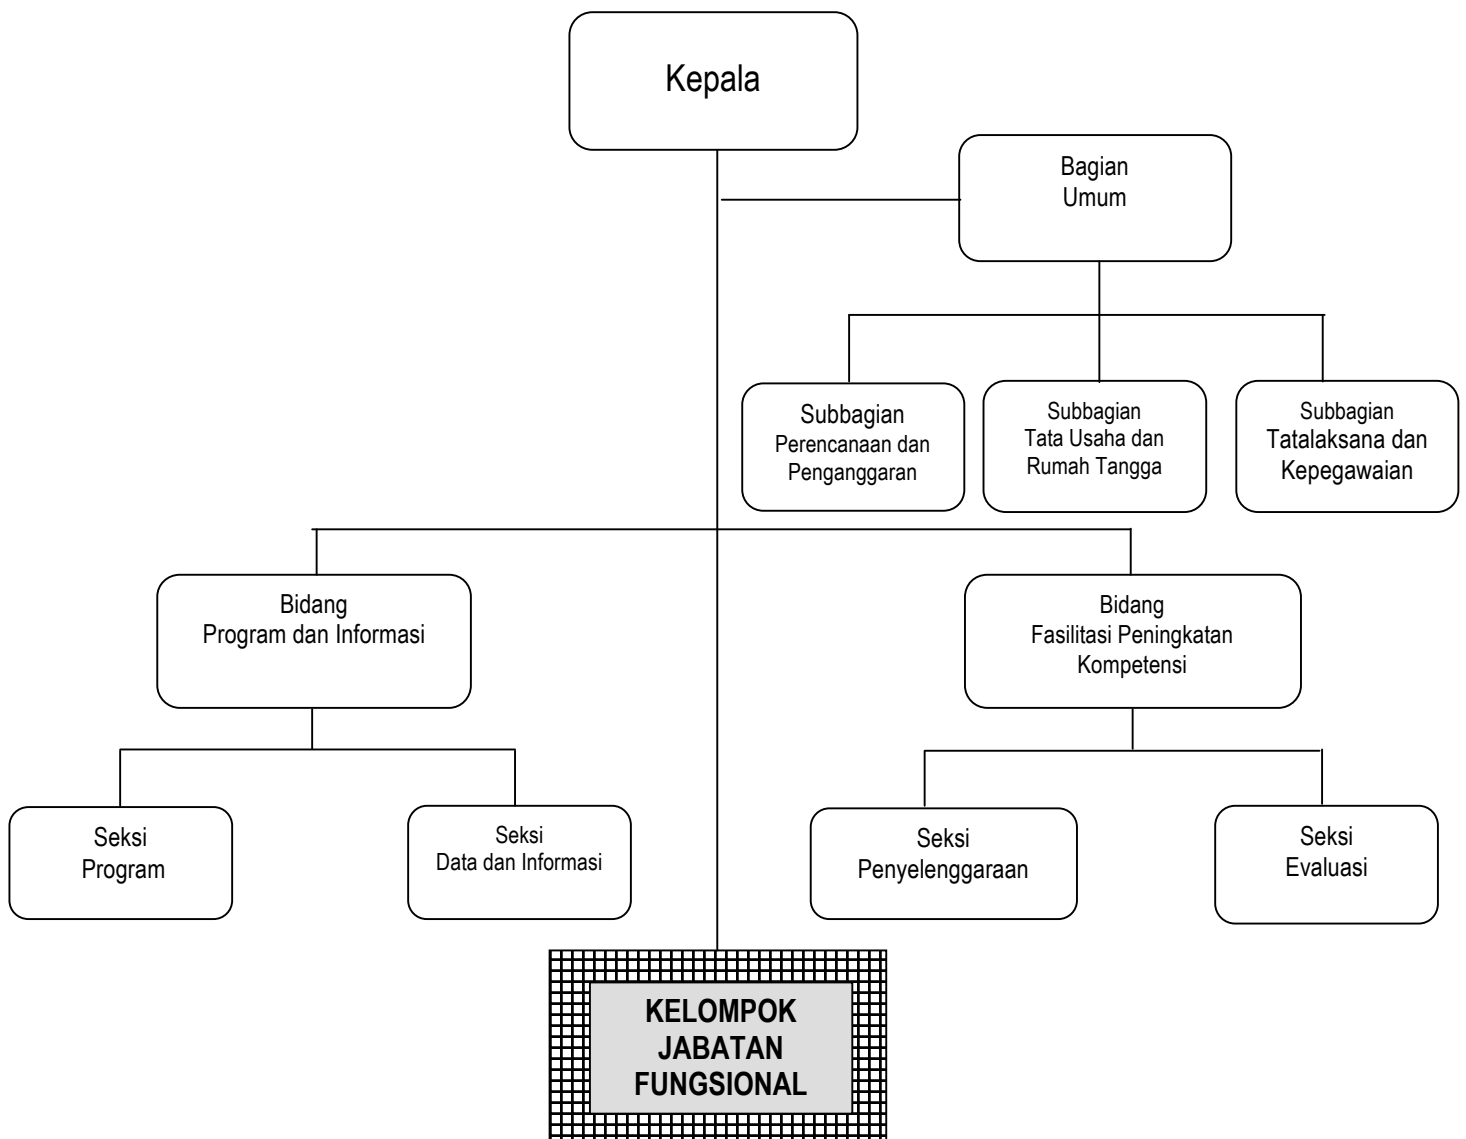 Kepala
Bagian
Umum
Subbagian
Perencanaan dan
Penganggaran
Subbagian
Tata Usaha dan
Rumah Tangga
Subbagian
Tatalaksana dan
Kepegawaian
Bidang
Program dan Informasi
Bidang
Fasilitasi Peningkatan
Kompetensi
Seksi
Program
Seksi
Data dan Informasi
Seksi
Penyelenggaraan
Seksi
Evaluasi
KELOMPOK
JABATAN
FUNGSIONAL